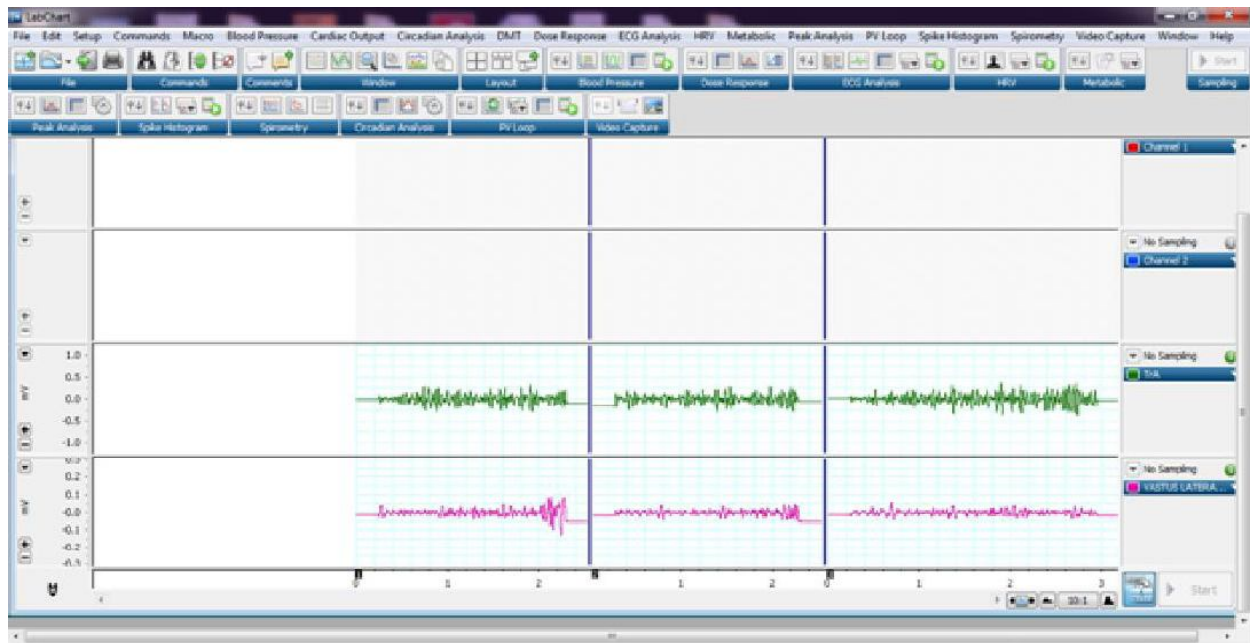 LabChart
File Edit Setup Commands Macro Blood Pressure Cardiac Output Circadian Analysis DMT Dose Response ECG Analysis HRV Metabolic Peak Analysis PV Loop Spike Histogram Spirometry Video Capture Window Help
Start
File Commands Comments Window Layout Blood Pressure Dose Response ECG Analysis HRV Metabolic Sampling
Peak Analysis Spike Histogram Spirometry Circadian Analysis PV Loop Video Capture
Channel 1
No Sampling
Channel 2
No Sampling
1.0
TrA
0.5
mV
0.0
-0.5
-1.0
No Sampling
0.2
VASTUS LATERA...
0.1
mV
-0.0
-0.1
-0.2
-0.3
0 1 2 1 2 0 1 2 3
10:1
Start